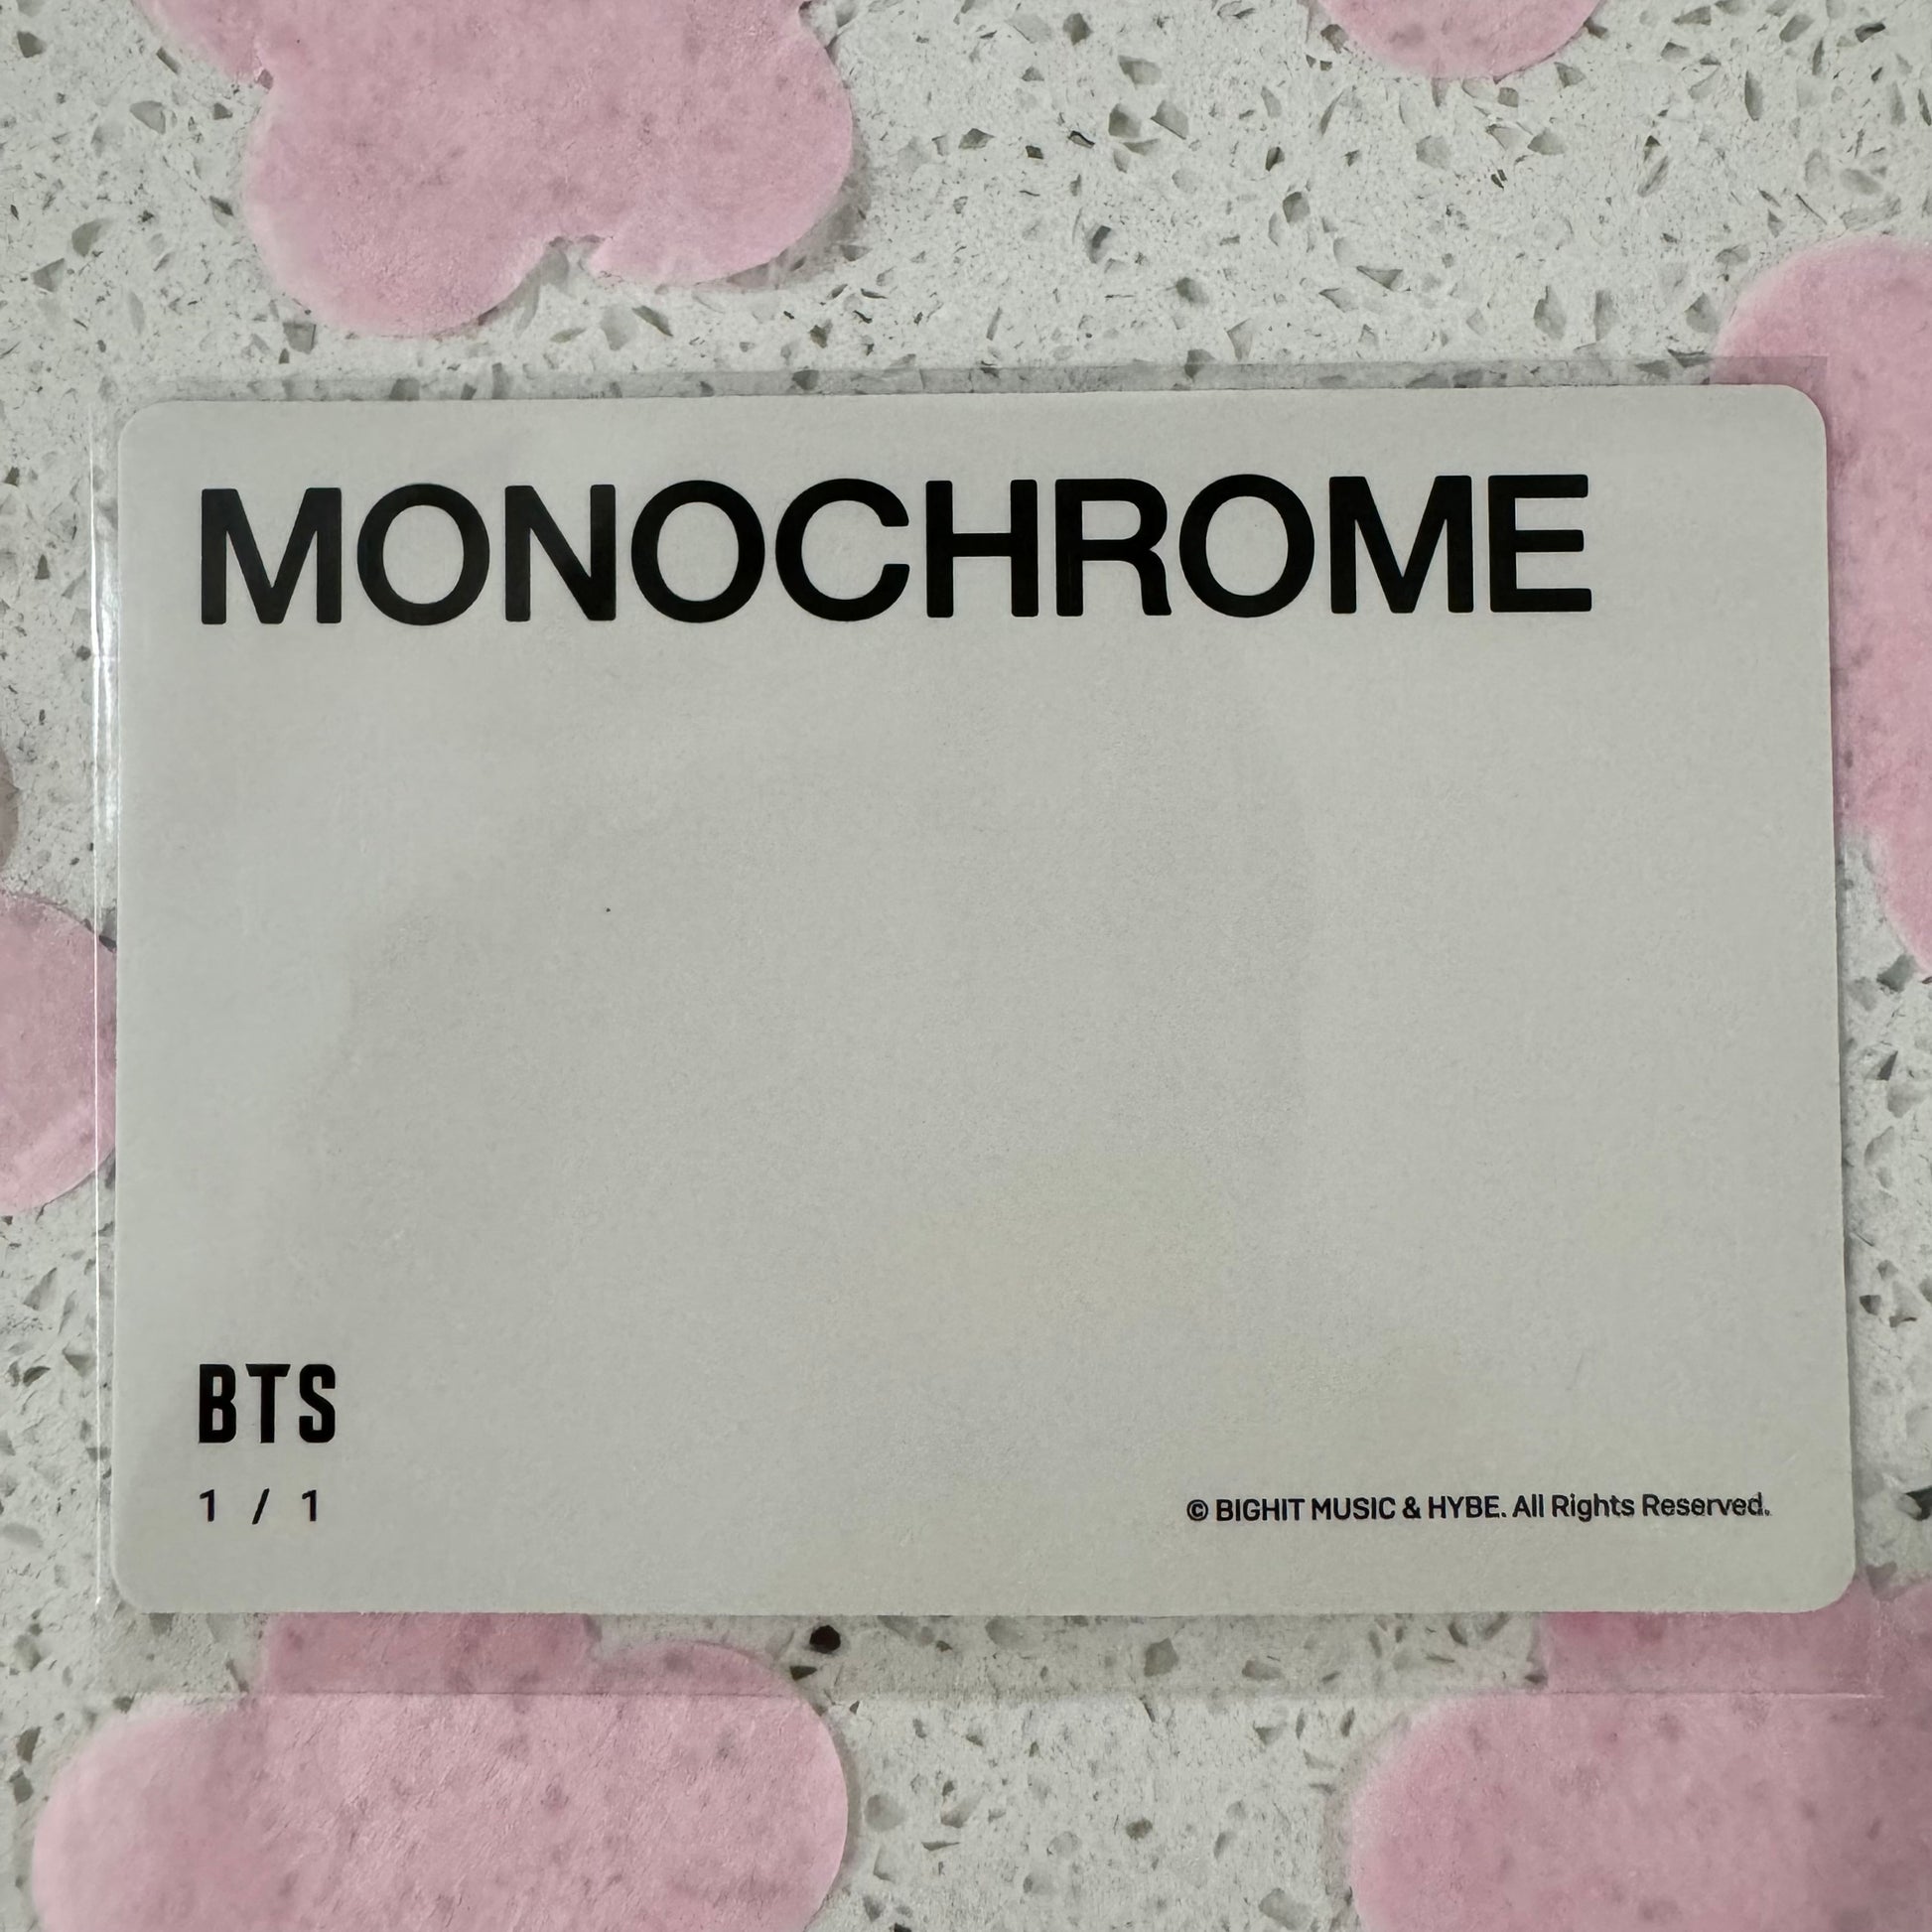 MONOCHROME
BTS
1 / 1
© BIGHIT MUSIC & HYBE. All Rights Reserved.